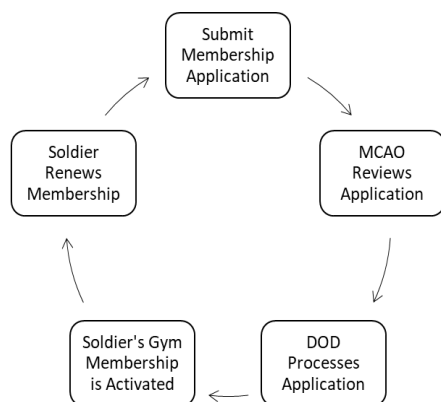 Submit
Membership
Application
MCAO
Reviews
Application
DOD
Processes
Application
Soldier's Gym
Membership
is Activated
Soldier
Renews
Membership